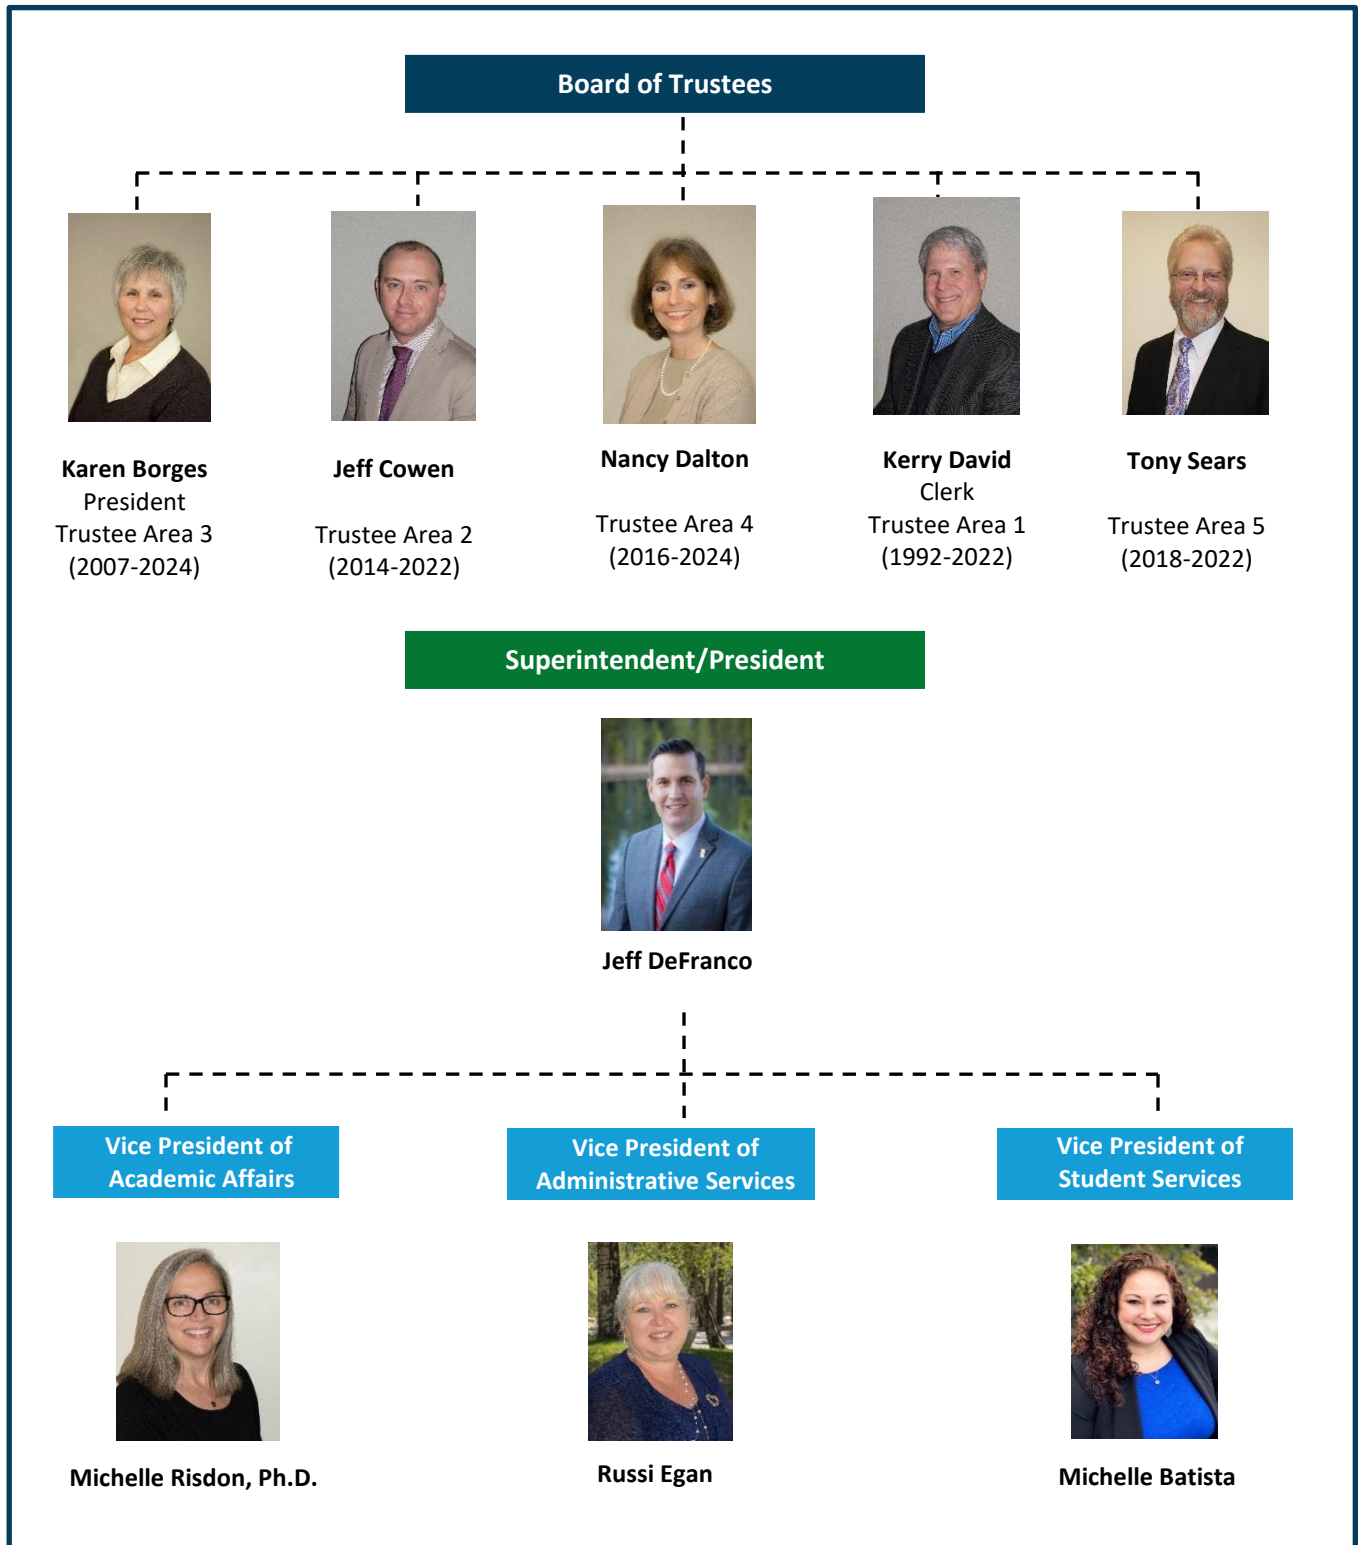 Board of Trustees
Karen Borges
President
Trustee Area 3
(2007-2024)
Jeff Cowen
Trustee Area 2
(2014-2022)
Nancy Dalton
Trustee Area 4
(2016-2024)
Kerry David
Clerk
Trustee Area 1
(1992-2022)
Tony Sears
Trustee Area 5
(2018-2022)
Superintendent/President
Jeff DeFranco
Vice President of
Academic Affairs
Vice President of
Administrative Services
Vice President of
Student Services
Michelle Risdon, Ph.D.
Russi Egan
Michelle Batista